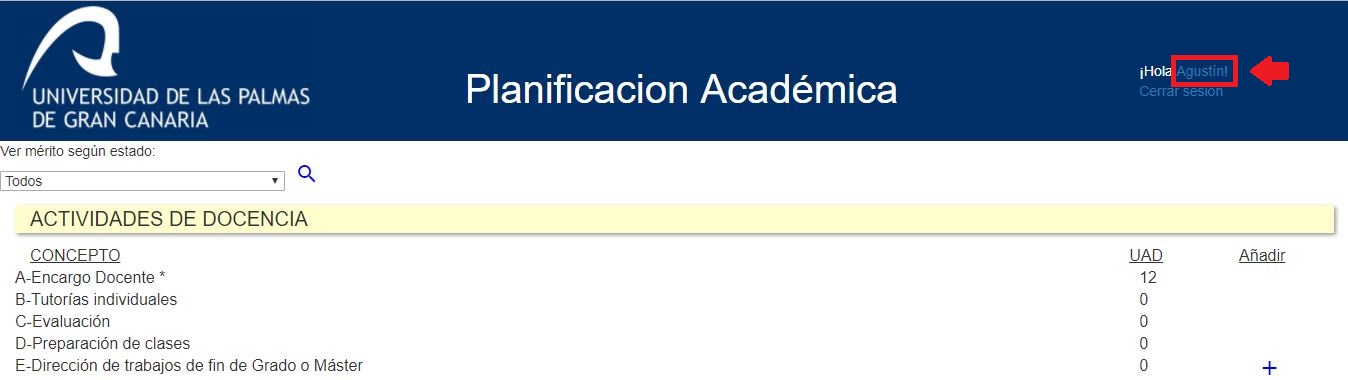 UNIVERSIDAD DE LAS PALMAS
DE GRAN CANARIA
Planificacion Académica
¡Hola Agustín!
Cerrar sesión
Ver mérito según estado:
Todos
ACTIVIDADES DE DOCENCIA
CONCEPTO UAD Añadir
A-Encargo Docente * 12
B-Tutorías individuales 0
C-Evaluación 0
D-Preparación de clases 0
E-Dirección de trabajos de fin de Grado o Máster 0 +